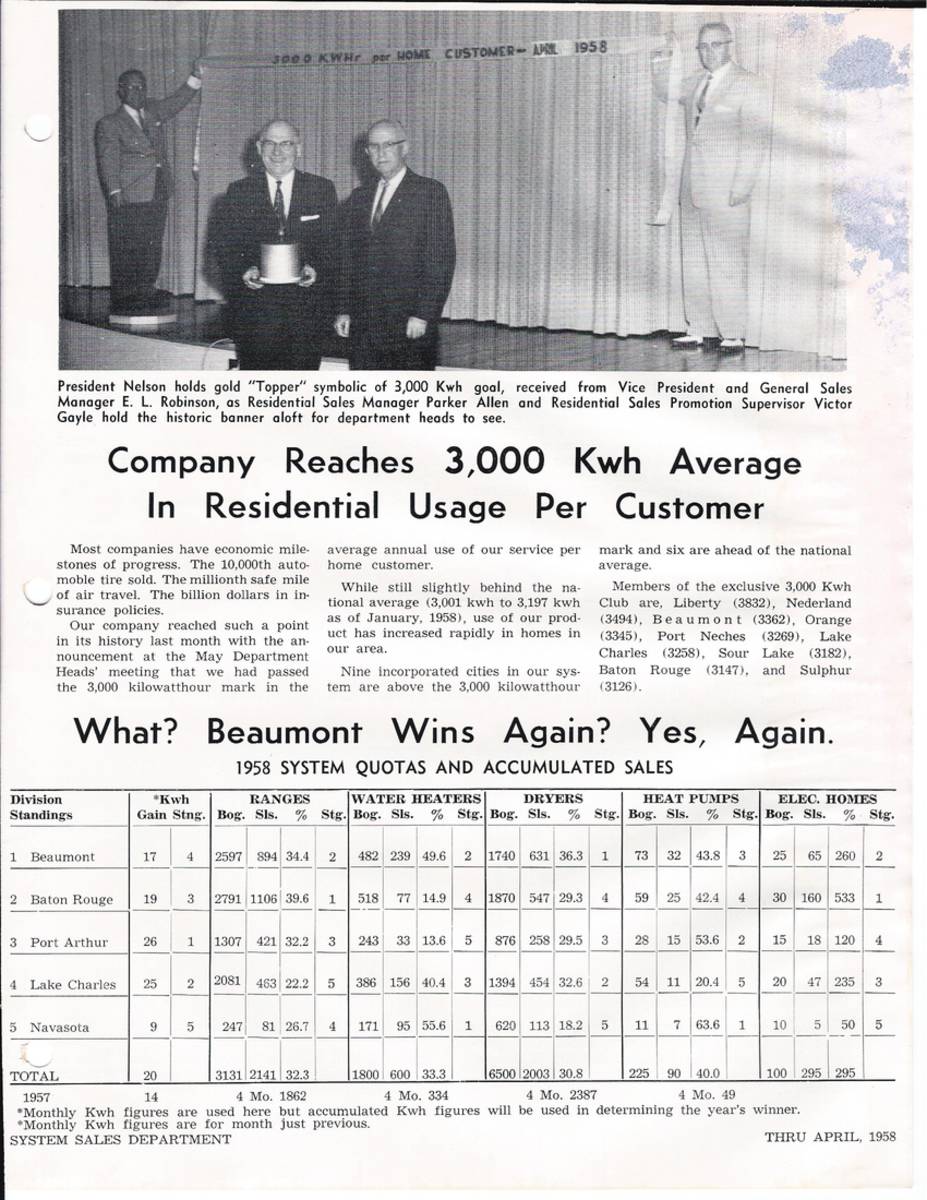 3000 KWHr per HOME CUSTOMER - APRIL 1958
President Nelson holds gold "Topper" symbolic of 3,000 Kwh goal, received from Vice President and General Sales
Manager E. L. Robinson, as Residential Sales Manager Parker Allen and Residential Sales Promotion Supervisor Victor
Gayle hold the historic banner aloft for department heads to see.
Company Reaches 3,000 Kwh Average
In Residential Usage Per Customer
Most companies have economic mile-
stones of progress. The 10,000th auto-
moble tire sold. The millionth safe mile
of air travel. The billion dollars in in-
surance policies.
Our company reached such a point
in its history last month with the an-
nouncement at the May Department
Heads' meeting that we had passed
the 3,000 kilowatthour mark in the
average annual use of our service per
home customer.
While still slightly behind the na-
tional average (3,001 kwh to 3,197 kwh
as of January, 1958), use of our prod-
uct has increased rapidly in homes in
our area.
Nine incorporated cities in our sys-
tem are above the 3,000 kilowatthour
mark and six are ahead of the national
average.
Members of the exclusive 3,000 Kwh
Club are, Liberty (3832), Nederland
(3494), Beaumont (3362), Orange
(3345), Port Neches (3269), Lake
Charles (3258), Sour Lake (3182),
Baton Rouge (3147), and Sulphur
(3126).
What? Beaumont Wins Again? Yes, Again.
1958 SYSTEM QUOTAS AND ACCUMULATED SALES
Division *Kwh RANGES WATER HEATERS DRYERS HEAT PUMPS ELEC. HOMES
Standings Gain Stng. Bog. Sls. % Stg. Bog. Sls. % Stg. Bog. Sls. % Stg. Bog. Sls. % Stg. Bog. Sls. % Stg.
1 Beaumont 17 4 2597 894 34.4 2 482 239 49.6 2 1740 631 36.3 1 73 32 43.8 3 25 65 260 2
2 Baton Rouge 19 3 2791 1106 39.6 1 518 77 14.9 4 1870 547 29.3 4 59 25 42.4 4 30 160 533 1
3 Port Arthur 26 1 1307 421 32.2 3 243 33 13.6 5 876 258 29.5 3 28 15 53.6 2 15 18 120 4
4 Lake Charles 25 2 2081 463 22.2 5 386 156 40.4 3 1394 454 32.6 2 54 11 20.4 5 20 47 235 3
5 Navasota 9 5 247 81 26.7 4 171 95 55.6 1 620 113 18.2 5 11 7 63.6 1 10 5 50 5
TOTAL 20 3131 2141 32.3 1800 600 33.3 6500 2003 30.8 225 90 40.0 100 295 295
1957 14 4 Mo. 1862 4 Mo. 334 4 Mo. 2387 4 Mo. 49
*Monthly Kwh figures are used here but accumulated Kwh figures will be used in determining the year's winner.
*Monthly Kwh figures are for month just previous.
SYSTEM SALES DEPARTMENT THRU APRIL, 1958